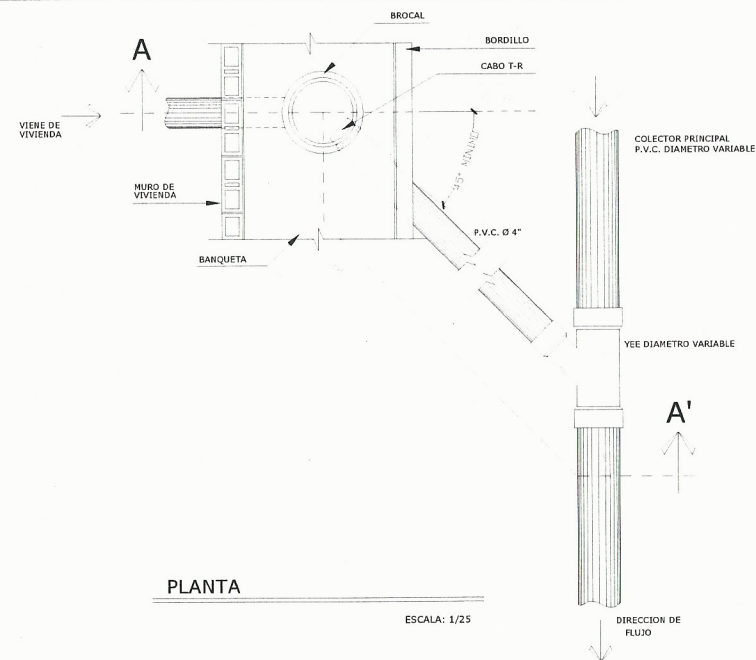 BROCAL
A
BORDILLO
CABO T-R
VIENE DE
VIVIENDA
45° MININO
COLECTOR PRINCIPAL
P.V.C. DIAMETRO VARIABLE
MURO DE
VIVIENDA
P.V.C. Ø 4"
BANQUETA
YEE DIAMETRO VARIABLE
A'
PLANTA
ESCALA: 1/25
DIRECCION DE
FLUJO